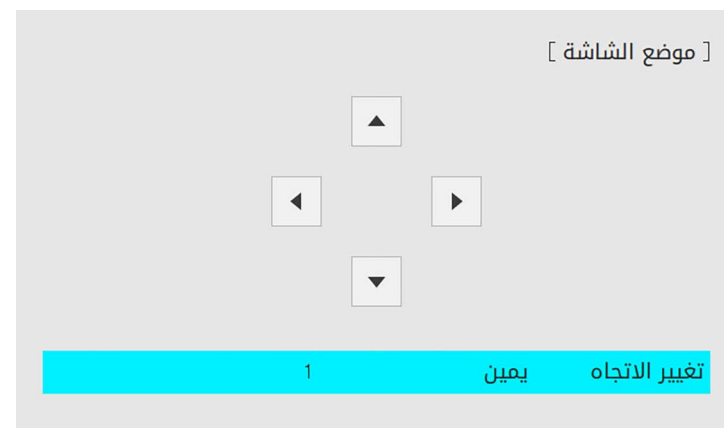 [ موضع الشاشة ]
تغيير الاتجاه يمين 1